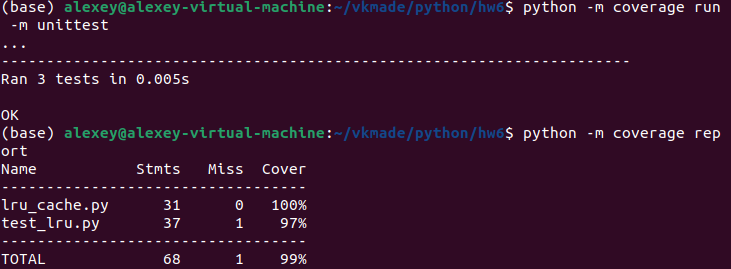 (base) alexey@alexey-virtual-machine:~/vkmade/python/hw6$ python -m coverage run
 -m unittest
...
----------------------------------------------------------------------
Ran 3 tests in 0.005s

OK
(base) alexey@alexey-virtual-machine:~/vkmade/python/hw6$ python -m coverage rep
ort
Name           Stmts   Miss  Cover
----------------------------------
lru_cache.py      31      0   100%
test_lru.py       37      1    97%
----------------------------------
TOTAL             68      1    99%